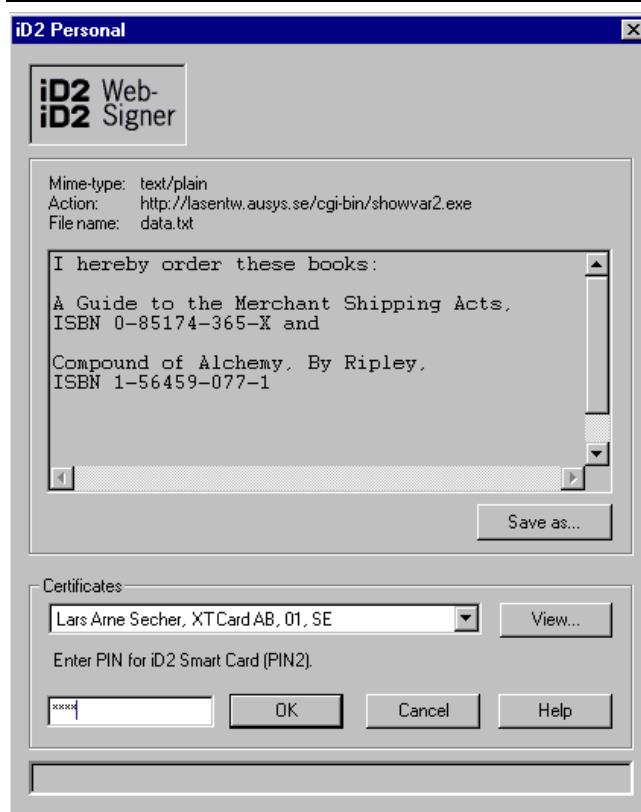 iD2 Personal
iD2 Web-
iD2 Signer
Mime-type: text/plain
Action: http://lasentw.ausys.se/cgi-bin/showvar2.exe
File name: data.txt
I hereby order these books:
A Guide to the Merchant Shipping Acts,
ISBN 0-85174-365-X and
Compound of Alchemy, By Ripley,
ISBN 1-56459-077-1
Save as...
Certificates
Lars Arne Secher, XTCard AB, 01, SE
View...
Enter PIN for iD2 Smart Card (PIN2).
****
OK
Cancel
Help